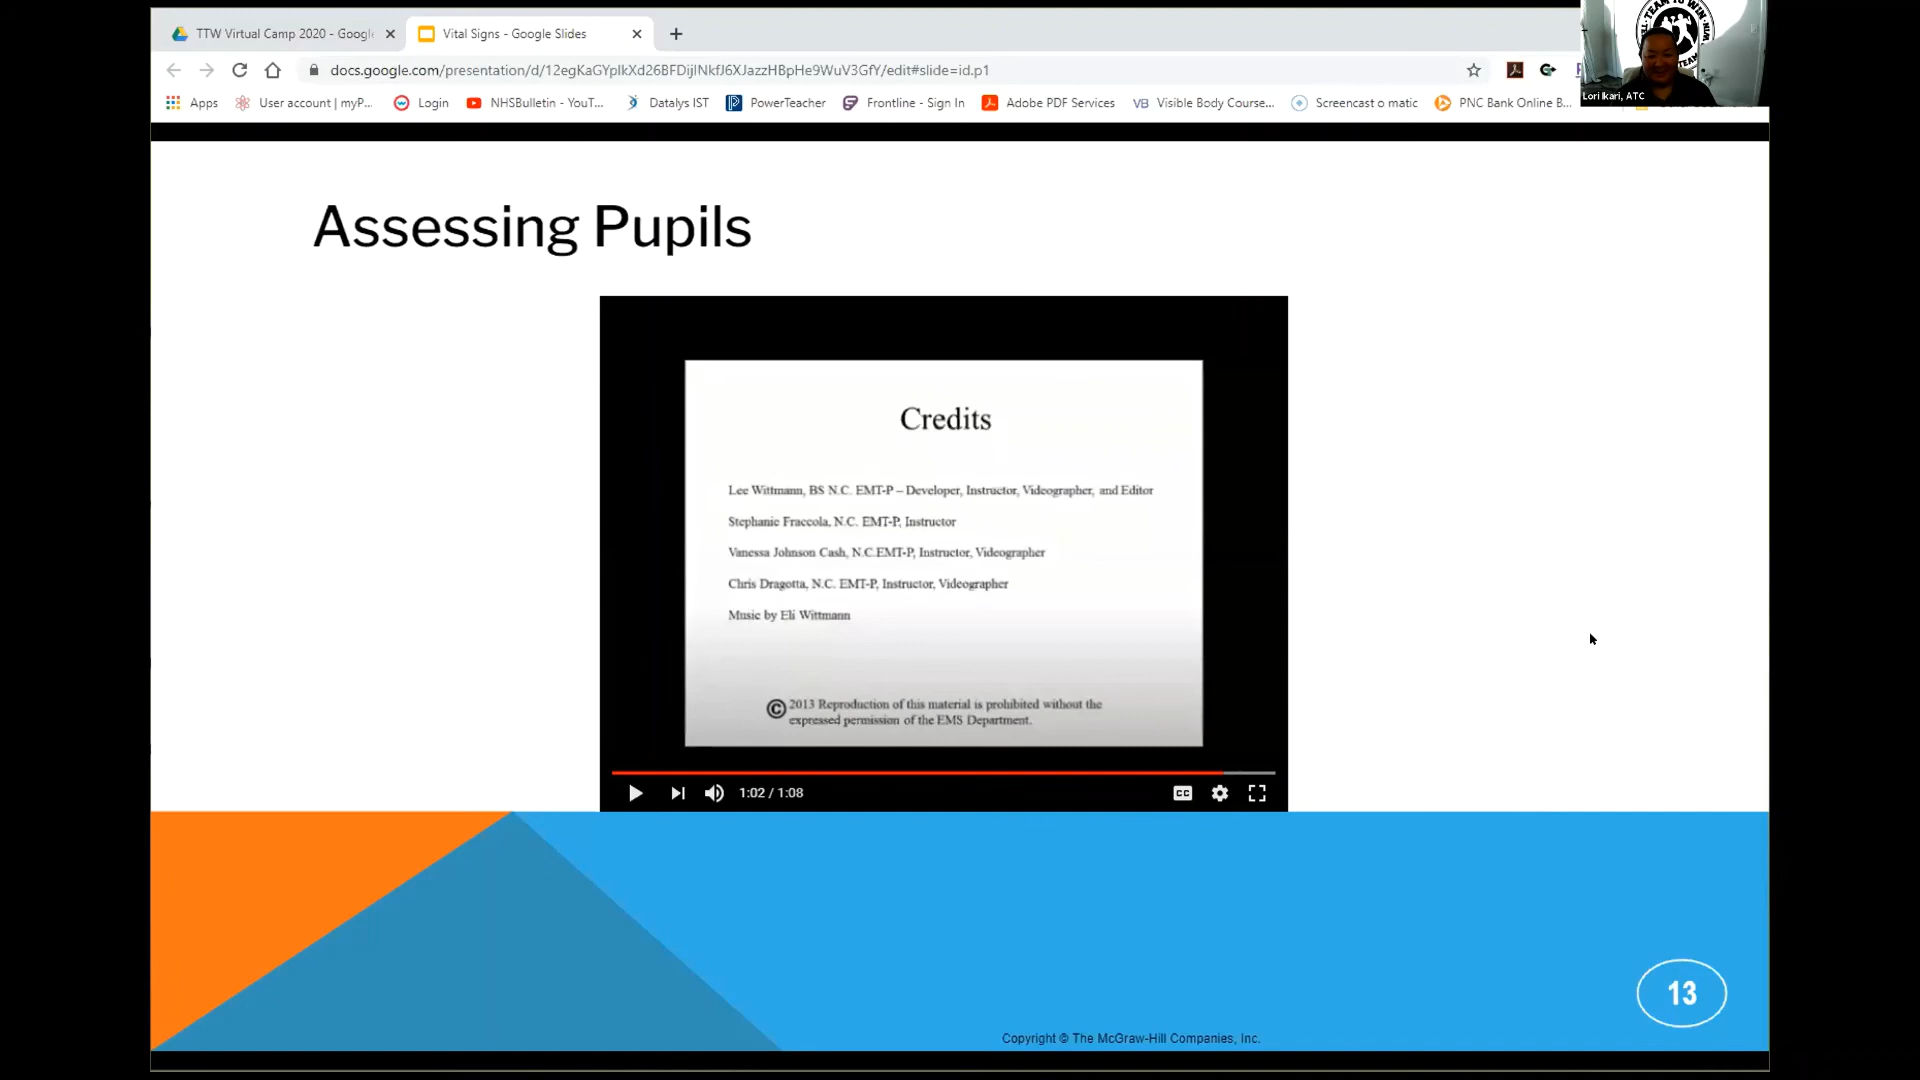 TTW Virtual Camp 2020 - Googl
Vital Signs - Google Slides
docs.google.com/presentation/d/12egKaGYplkXd26BFDijlNkfJ6XJazzHBpHe9WuV3GfY/edit#slide=id.p1
Apps
User account | myP...
Login
NHSBulletin - YouT...
Datalys IST
PowerTeacher
Frontline - Sign In
Adobe PDF Services
VB Visible Body Course...
Screencast o matic
PNC Bank Online B...
Lori Ikari, ATC
Assessing Pupils
Credits
Lee Wittmann, BS N.C. EMT-P – Developer, Instructor, Videographer, and Editor
Stephanie Fraccola, N.C. EMT-P, Instructor
Vanessa Johnson Cash, N.C.EMT-P, Instructor, Videographer
Chris Dragotta, N.C. EMT-P, Instructor, Videographer
Music by Eli Wittmann
© 2013 Reproduction of this material is prohibited without the
expressed permission of the EMS Department.
1:02 / 1:08
CC
13
Copyright © The McGraw-Hill Companies, Inc.